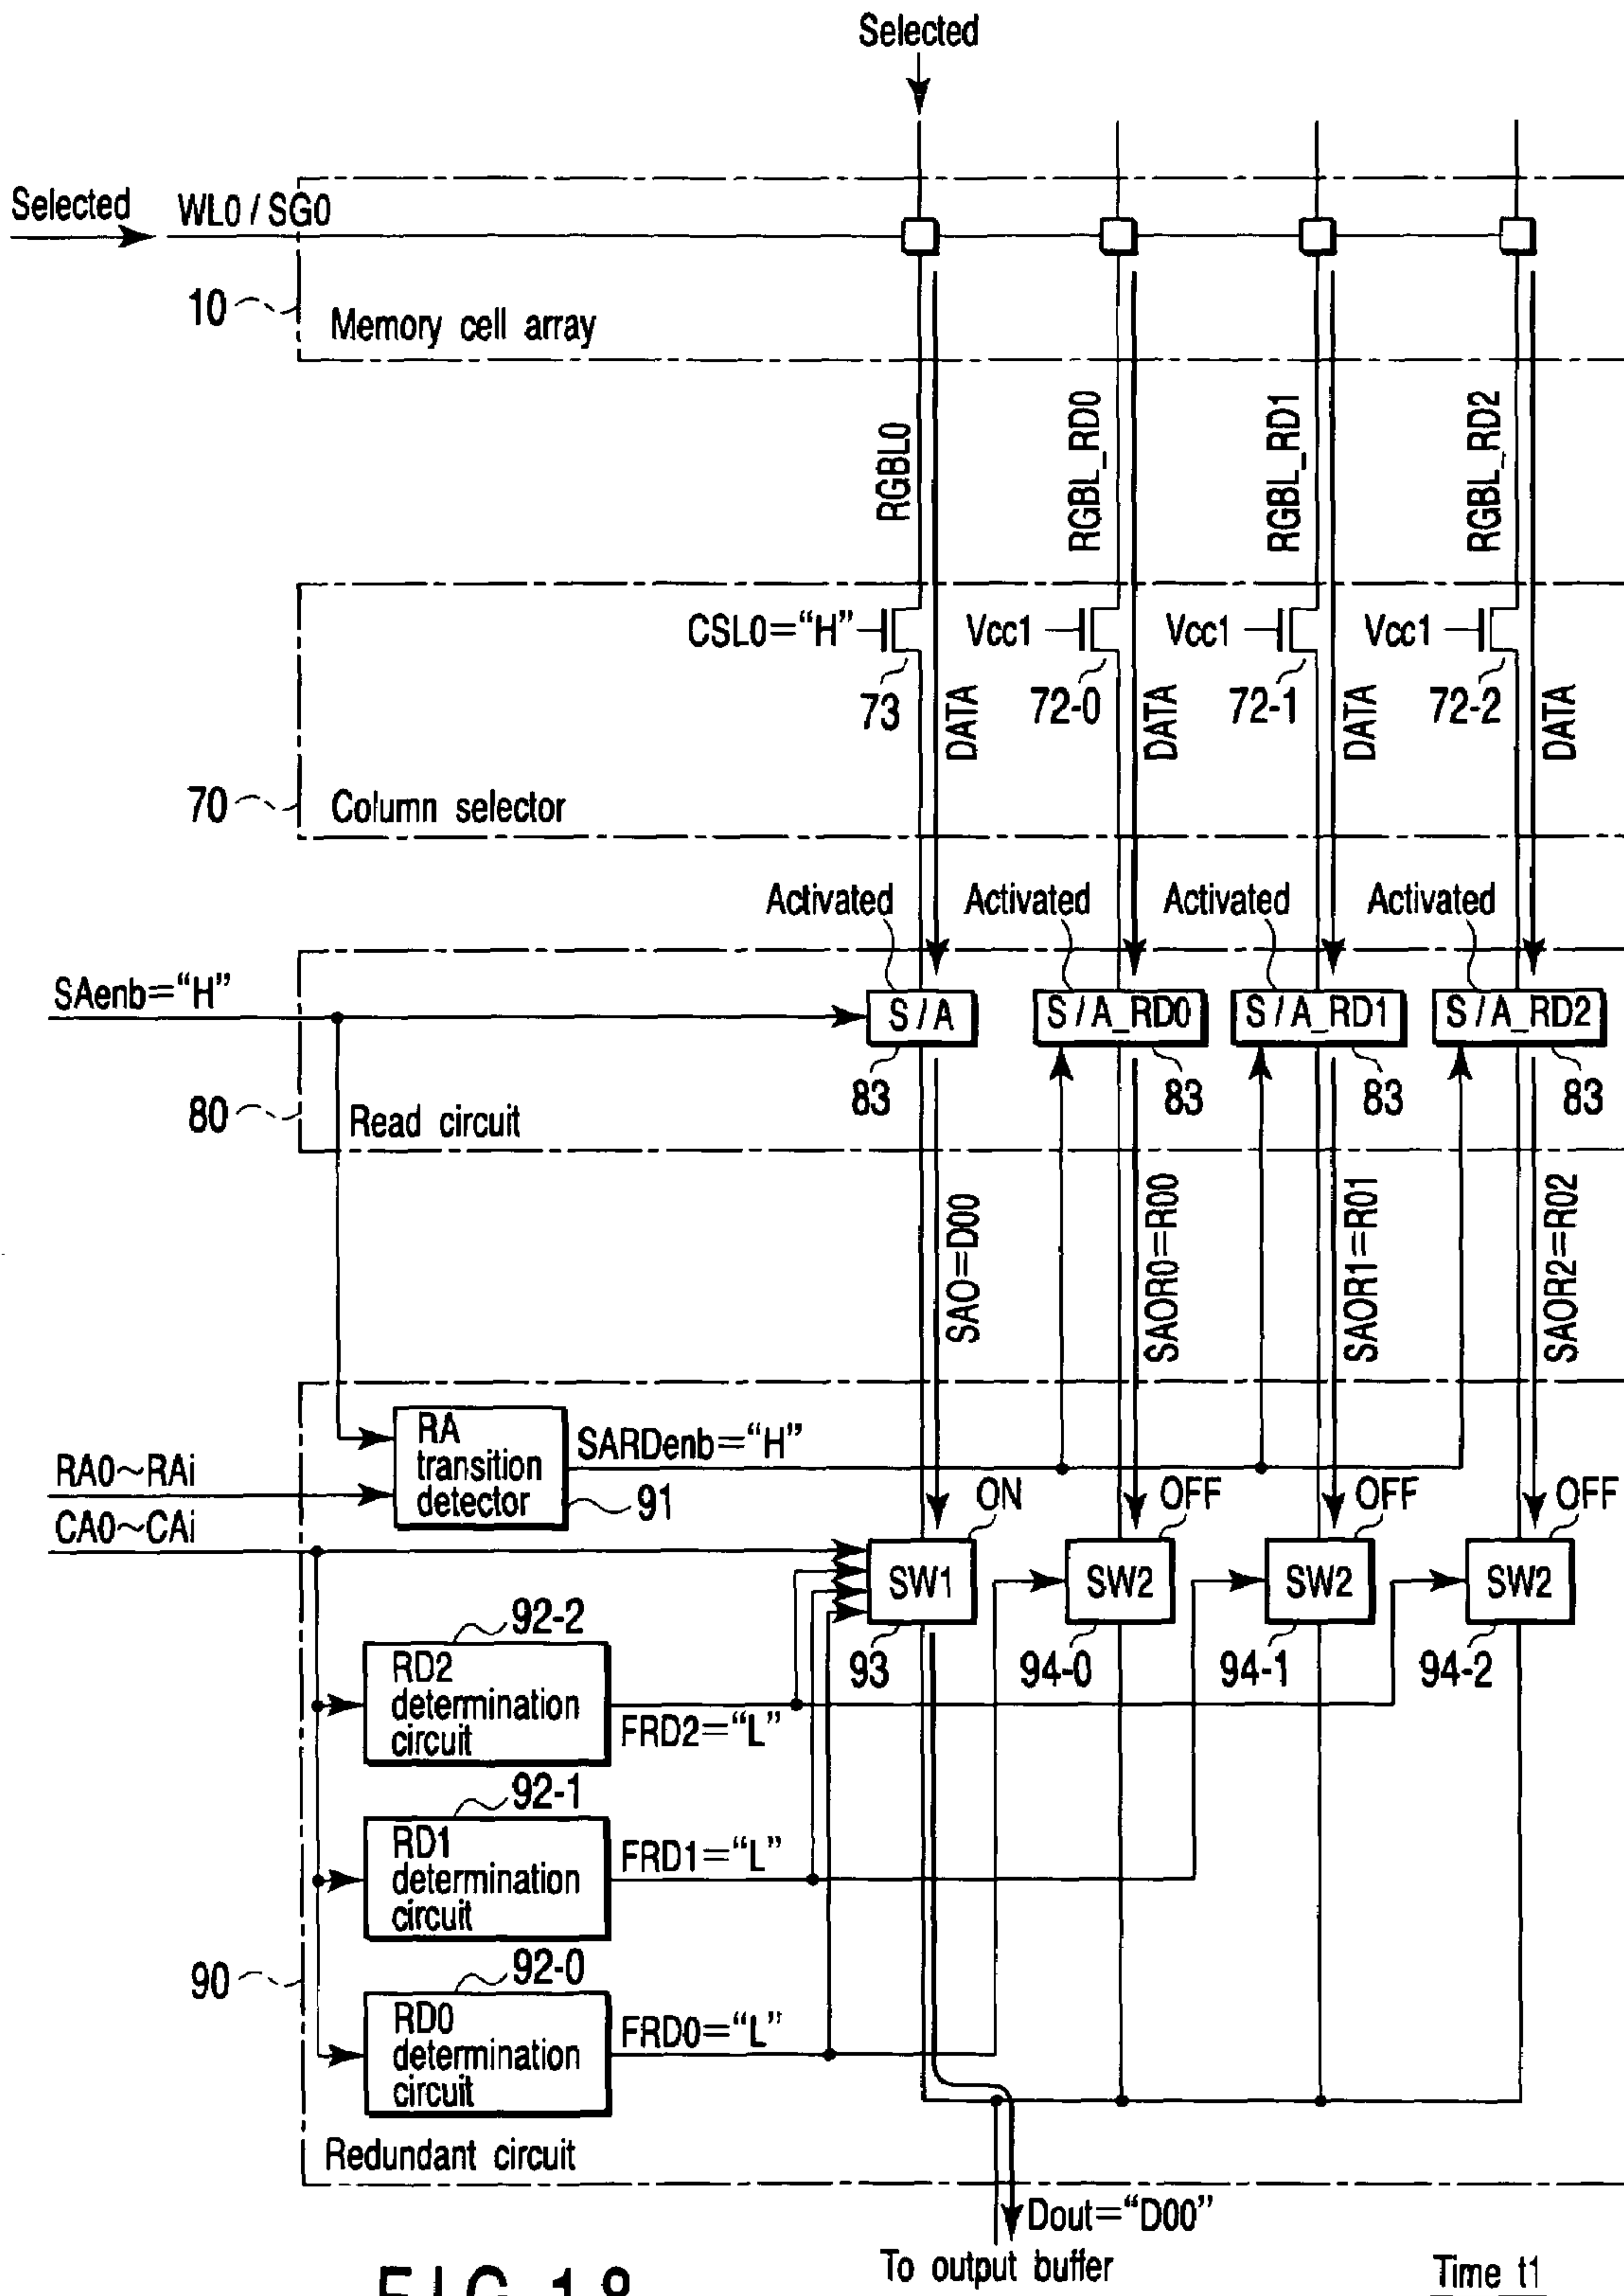 Selected
Selected
WL0 / SG0
10
Memory cell array
RGBL0
RGBL_RD0
RGBL_RD1
RGBL_RD2
CSL0=“H”
Vcc1
Vcc1
Vcc1
73
72-0
72-1
72-2
DATA
DATA
DATA
DATA
70
Column selector
Activated
Activated
Activated
Activated
SAenb=“H”
S / A
S / A_RD0
S / A_RD1
S / A_RD2
83
83
83
83
80
Read circuit
SAO=D00
SAOR0=R00
SAOR1=R01
SAOR2=R02
RA
transition
detector
SARDenb=“H”
RA0~RAi
91
CA0~CAi
ON
OFF
OFF
OFF
SW1
SW2
SW2
SW2
93
94-0
94-1
94-2
92-2
RD2
determination
circuit
FRD2=“L”
92-1
RD1
determination
circuit
FRD1=“L”
90
92-0
RD0
determination
circuit
FRD0=“L”
Redundant circuit
Dout=“D00”
To output buffer
FIG. 18
Time t1